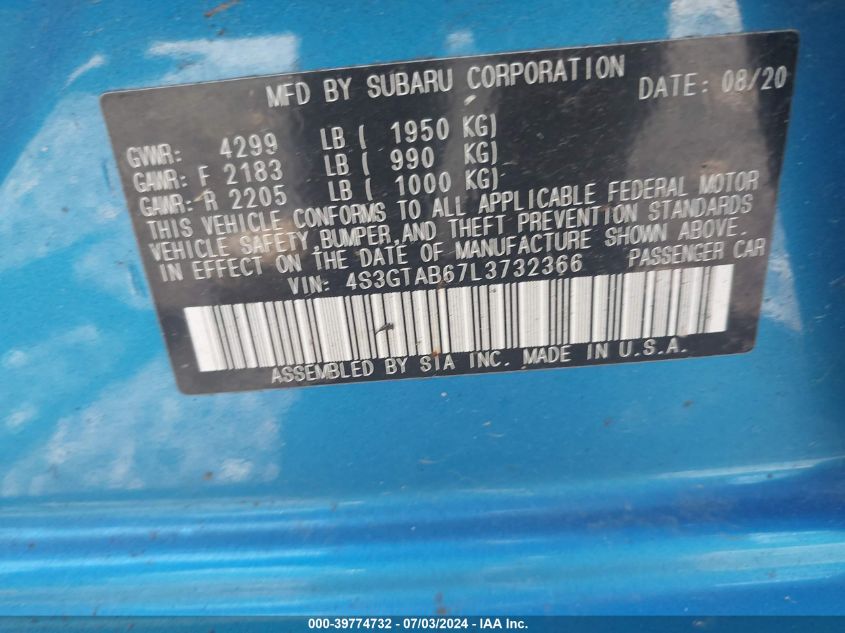 MFD BY SUBARU CORPORATION DATE: 08/20
GVWR: 4299 LB ( 1950 KG)
GAWR: F 2183 LB ( 990 KG)
GAWR: R 2205 LB ( 1000 KG)
THIS VEHICLE CONFORMS TO ALL APPLICABLE FEDERAL MOTOR
VEHICLE SAFETY,BUMPER,AND THEFT PREVENTION STANDARDS
IN EFFECT ON THE DATE OF MANUFACTURE SHOWN ABOVE.
VIN: 4S3GTAB67L3732366 PASSENGER CAR
ASSEMBLED BY SIA INC. MADE IN U.S.A.
000-39774732 - 07/03/2024 - IAA Inc.